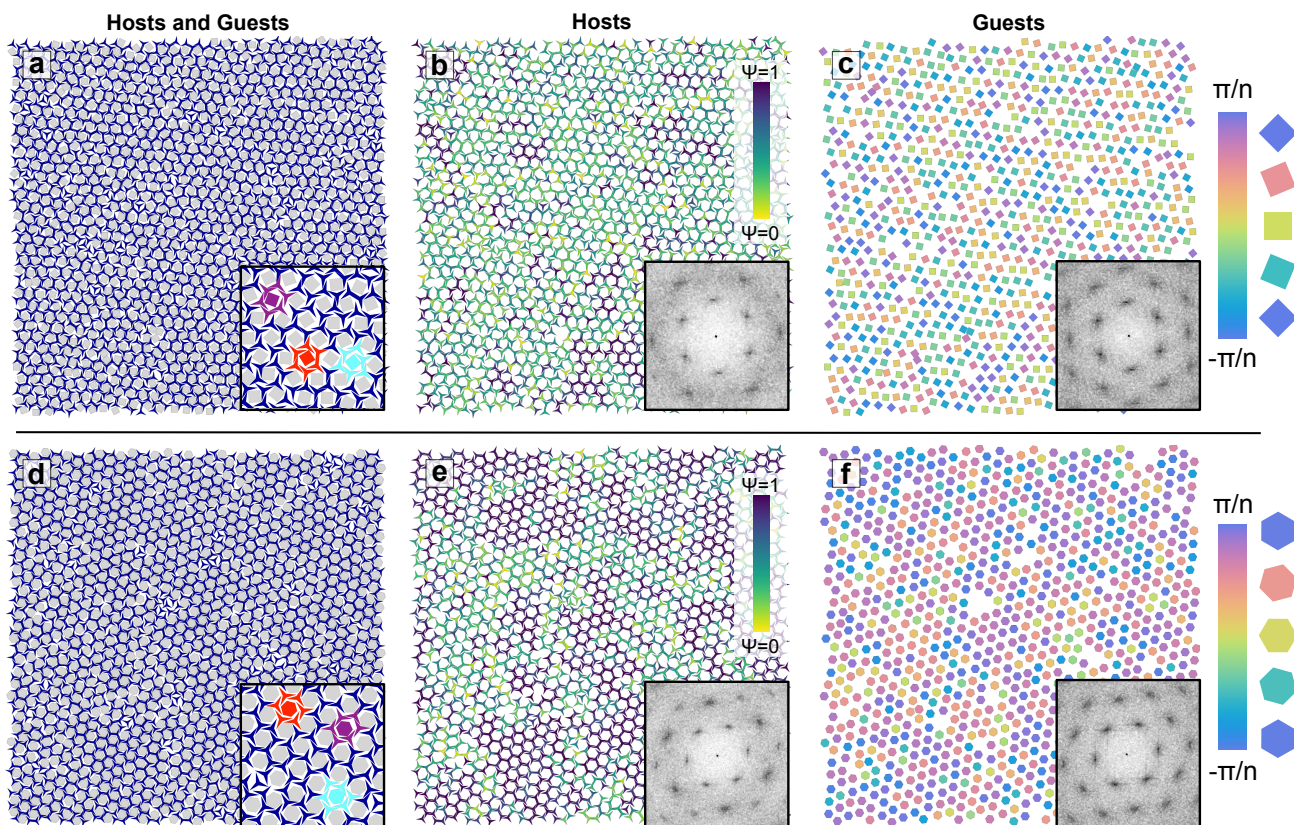 Hosts and Guests
Hosts
Guests
a
b
Ψ=1
Ψ=0
c
π/n
-π/n
d
e
Ψ=1
Ψ=0
f
π/n
-π/n